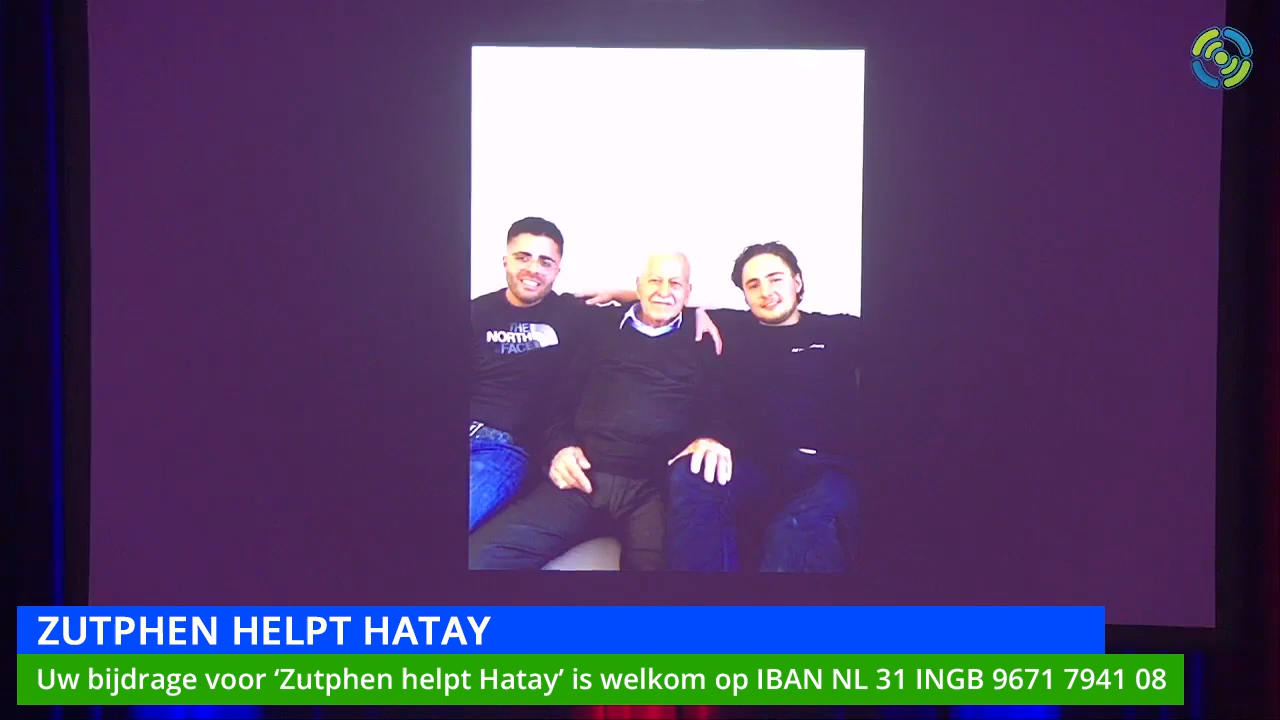 THE
NORTH
FACE
ZUTPHEN HELPT HATAY
Uw bijdrage voor ‘Zutphen helpt Hatay’ is welkom op IBAN NL 31 INGB 9671 7941 08